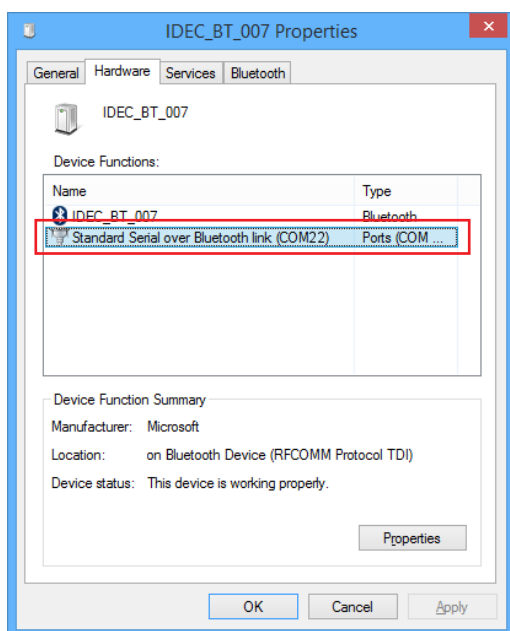 IDEC_BT_007 Properties
General Hardware Services Bluetooth
IDEC_BT_007
Device Functions:
Name Type
IDEC_BT_007 Bluetooth
Standard Serial over Bluetooth link (COM22) Ports (COM ...
Device Function Summary
Manufacturer: Microsoft
Location: on Bluetooth Device (RFCOMM Protocol TDI)
Device status: This device is working properly.
Properties
OK Cancel Apply